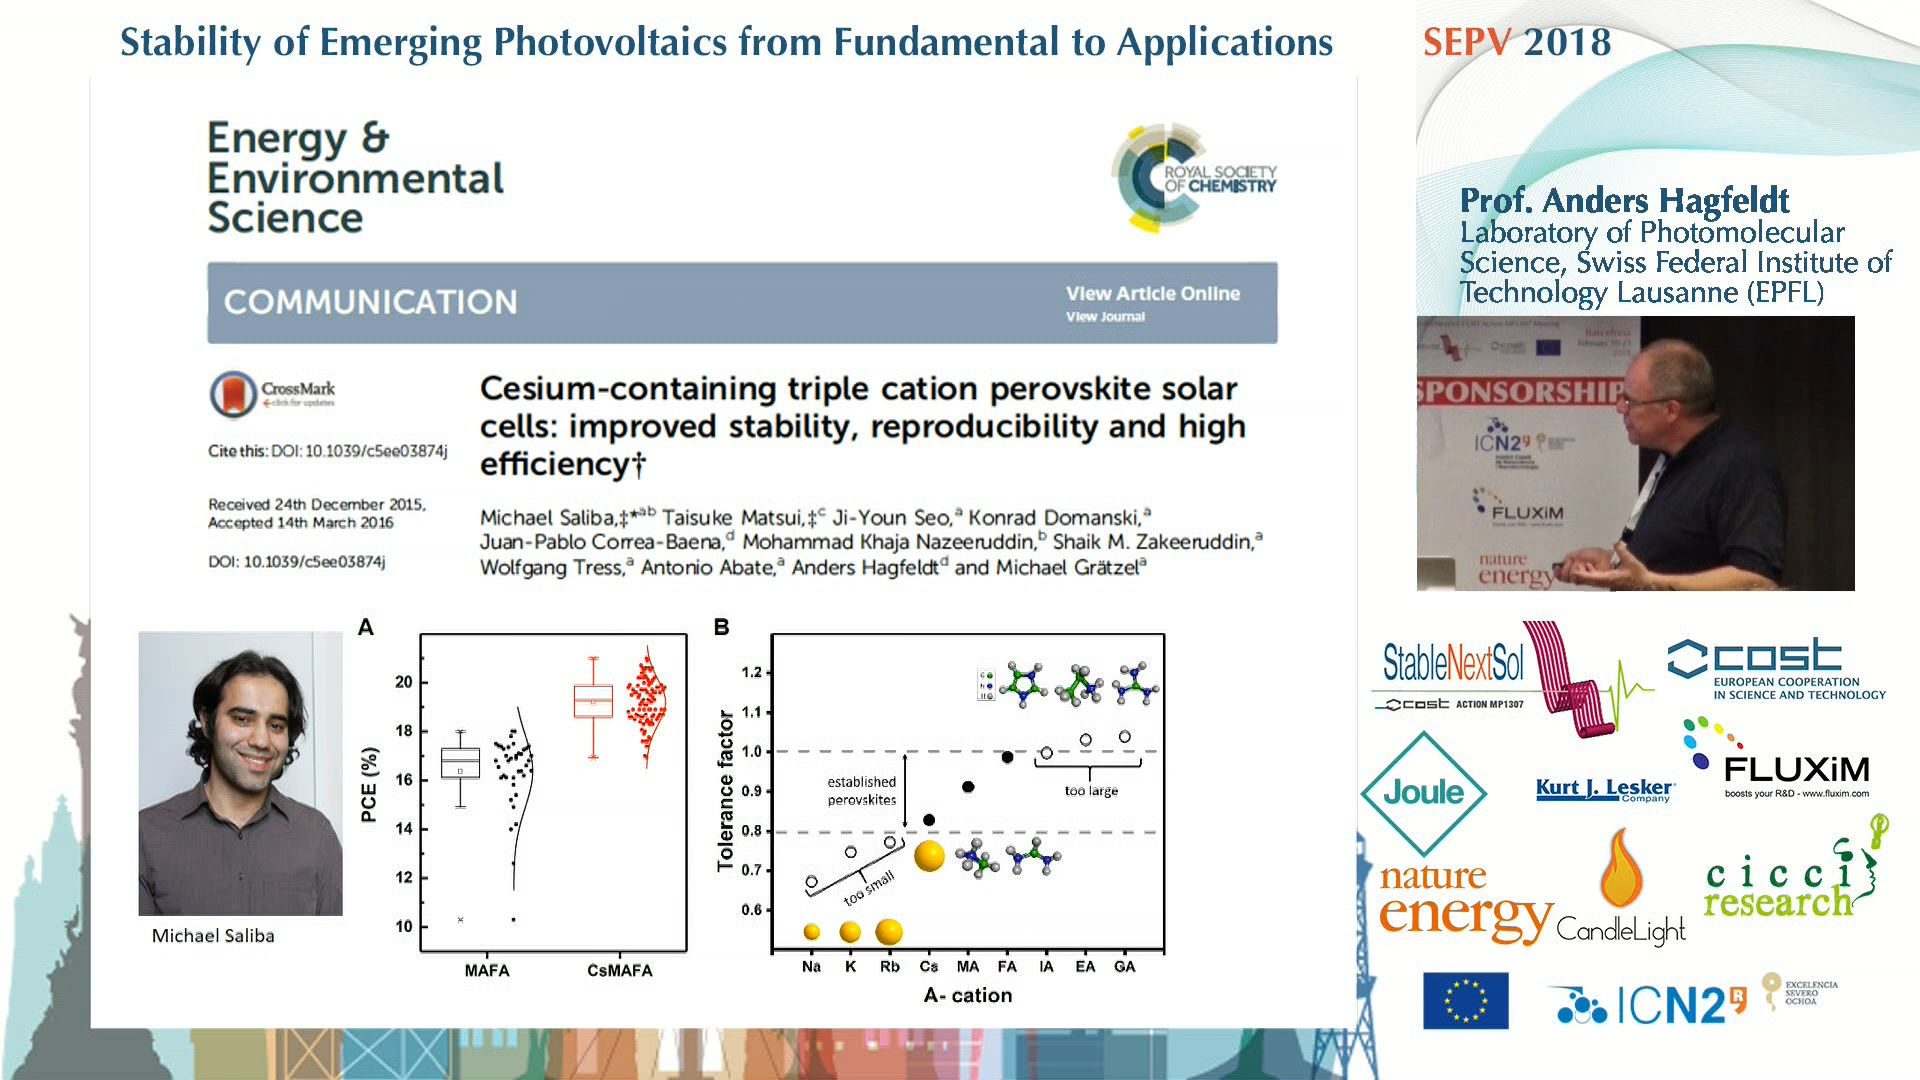 Stability of Emerging Photovoltaics from Fundamental to Applications
SEPV 2018
Energy &
Environmental
Science
ROYAL SOCIETY
OF CHEMISTRY
COMMUNICATION
View Article Online
View Journal
CrossMark
click for updates
Cite this: DOI: 10.1039/c5ee03874j
Received 24th December 2015,
Accepted 14th March 2016
DOI: 10.1039/c5ee03874j
Cesium-containing triple cation perovskite solar
cells: improved stability, reproducibility and high
efficiency†
Michael Saliba,‡*ab Taisuke Matsui,‡c Ji-Youn Seo,a Konrad Domanski,a
Juan-Pablo Correa-Baena,d Mohammad Khaja Nazeeruddin,b Shaik M. Zakeeruddin,a
Wolfgang Tress,a Antonio Abate,a Anders Hagfeldtd and Michael Grätzela
Michael Saliba
A
PCE (%)
20
18
16
14
12
10
MAFA CsMAFA
B
Tolerance factor
1.2
1.1
1.0
0.9
0.8
0.7
0.6
established
perovskites
too large
too small
Na K Rb Cs MA FA IA EA GA
A- cation
Prof. Anders Hagfeldt
Laboratory of Photomolecular
Science, Swiss Federal Institute of
Technology Lausanne (EPFL)
Barcelona
SPONSORSHIP
ICN2
FLUXiM
nature
energy
StableNextSol
cost ACTION MP1307
cost
EUROPEAN COOPERATION
IN SCIENCE AND TECHNOLOGY
Joule
Kurt J. Lesker
Company
FLUXiM
boosts your R&D - www.fluxim.com
nature
energy
CandleLight
cicci
research
ICN2
EXCELENCIA
SEVERO
OCHOA